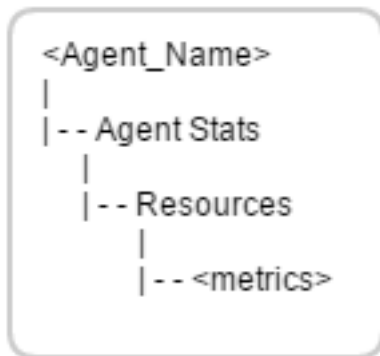 <Agent_Name>
|
|-- Agent Stats
|
|-- Resources
|
|-- <metrics>